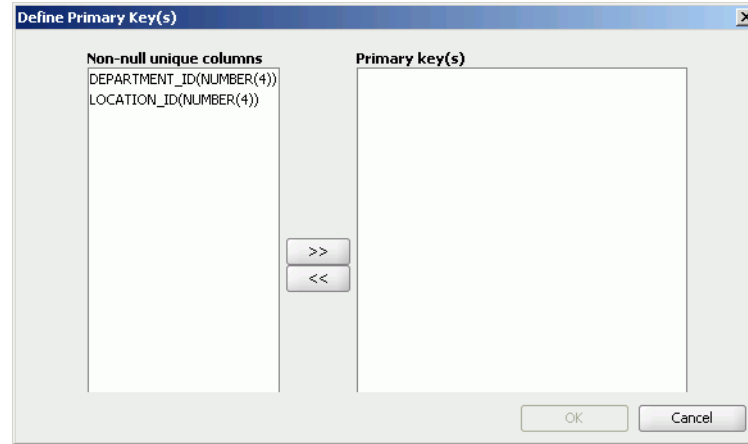 Define Primary Key(s)
Non-null unique columns
DEPARTMENT_ID(NUMBER(4))
LOCATION_ID(NUMBER(4))
Primary key(s)
>>
<<
OK
Cancel